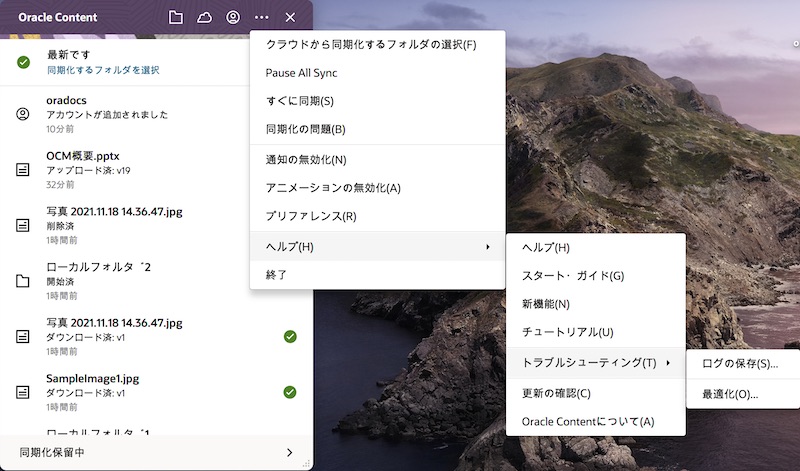 Oracle Content
最新です
同期化するフォルダを選択
oradocs
アカウントが追加されました
10分前
OCM概要.pptx
アップロード済: v19
32分前
写真 2021.11.18 14.36.47.jpg
削除済
1時間前
ローカルフォルタ゛2
開始済
1時間前
写真 2021.11.18 14.36.47.jpg
ダウンロード済: v1
1時間前
SampleImage1.jpg
ダウンロード済: v1
1時間前
ローカルフォルタ゛1
同期化保留中
クラウドから同期化するフォルダの選択(F)
Pause All Sync
すぐに同期(S)
同期化の問題(B)
通知の無効化(N)
アニメーションの無効化(A)
プリファレンス(R)
ヘルプ(H)
終了
ヘルプ(H)
スタート・ガイド(G)
新機能(N)
チュートリアル(U)
トラブルシューティング(T)
更新の確認(C)
Oracle Contentについて(A)
ログの保存(S)...
最適化(O)...